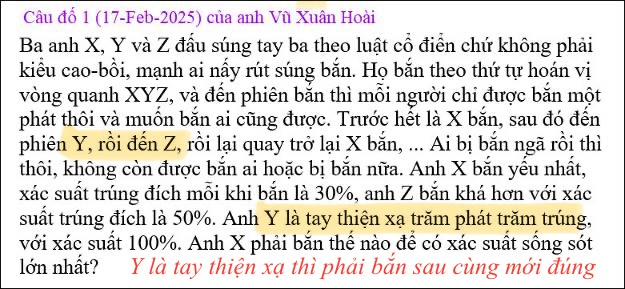 Câu đố 1 (17-Feb-2025) của anh Vũ Xuân Hoài
Ba anh X, Y và Z đấu súng tay ba theo luật cổ điển chứ không phải
kiểu cao-bồi, mạnh ai nấy rút súng bắn. Họ bắn theo thứ tự hoán vị
vòng quanh XYZ, và đến phiên bắn thì mỗi người chỉ được bắn một
phát thôi và muốn bắn ai cũng được. Trước hết là X bắn, sau đó đến
phiên Y, rồi đến Z, rồi lại quay trở lại X bắn, ... Ai bị bắn ngã rồi thì
thôi, không còn được bắn ai hoặc bị bắn nữa. Anh X bắn yếu nhất,
xác suất trúng đích mỗi khi bắn là 30%, anh Z bắn khá hơn với xác
suất trúng đích là 50%. Anh Y là tay thiện xạ trăm phát trăm trúng,
với xác suất 100%. Anh X phải bắn thế nào để có xác suất sống sót
lớn nhất? Y là tay thiện xạ thì phải bắn sau cùng mới đúng